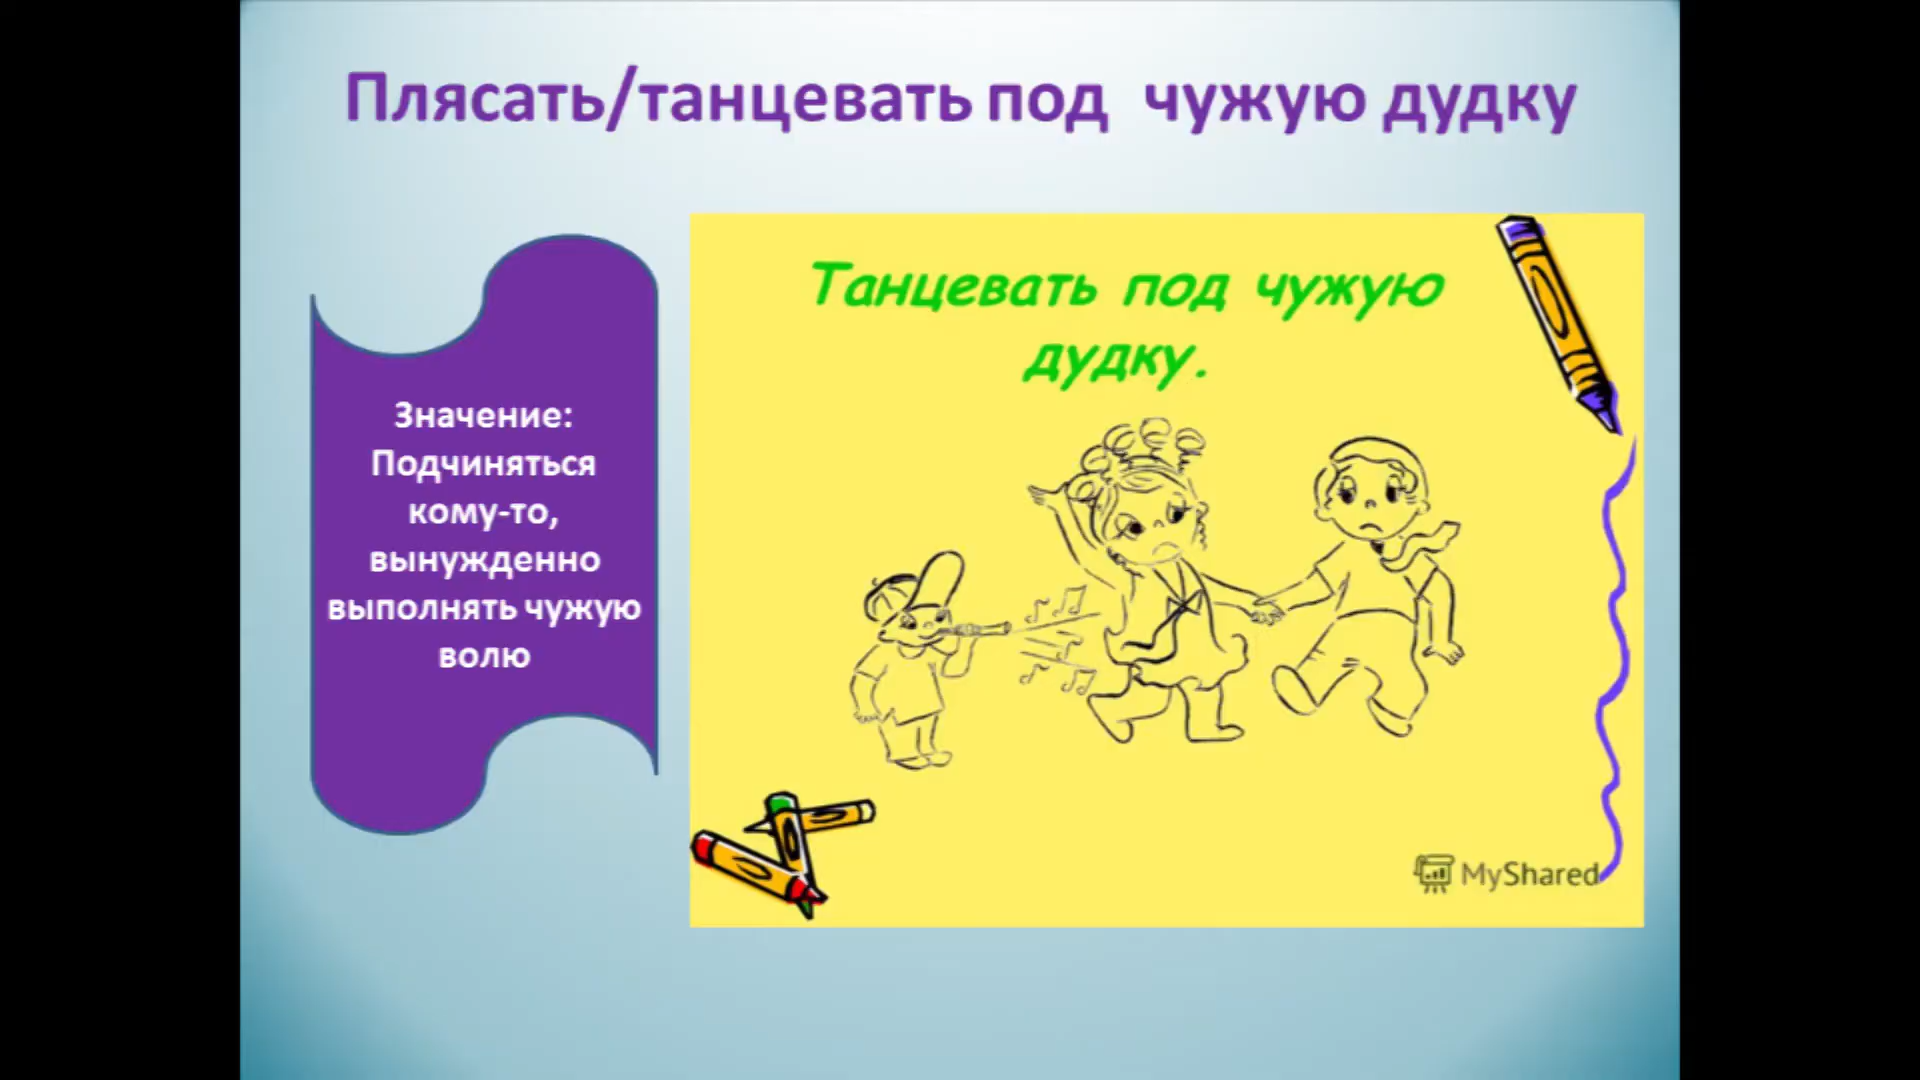 Плясать/танцевать под чужую дудку
Значение:
Подчиняться
кому-то,
вынужденно
выполнять чужую
волю
Танцевать под чужую
дудку.
MyShared